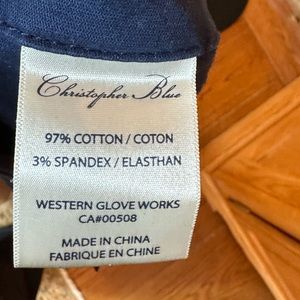 Christopher Blue
97% COTTON / COTON
3% SPANDEX / ELASTHAN
WESTERN GLOVE WORKS
CA#00508
MADE IN CHINA
FABRIQUE EN CHINE